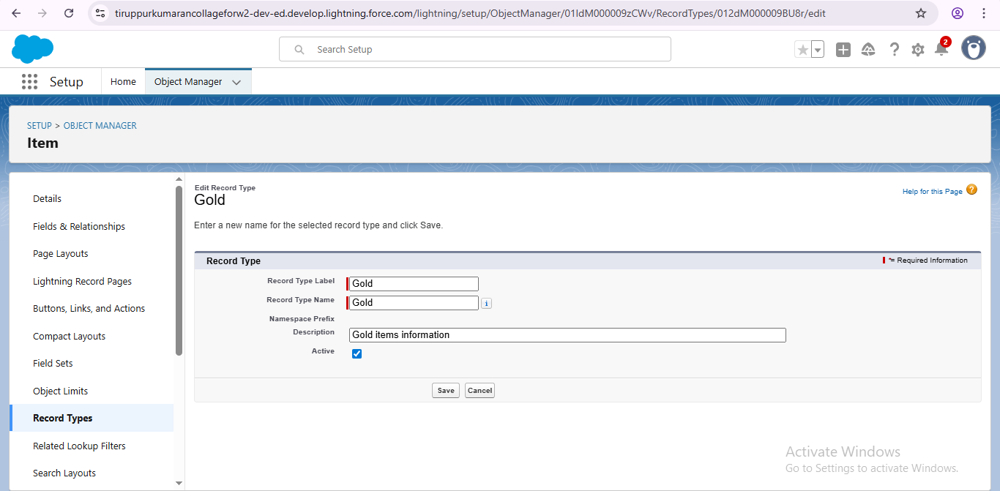 tiruppurkumarancollageforw2-dev-ed.develop.lightning.force.com/lightning/setup/ObjectManager/01IdM000009zCWv/RecordTypes/012dM000009BU8r/edit
Search Setup
2
Setup
Home
Object Manager
SETUP > OBJECT MANAGER
Item
Details
Fields & Relationships
Page Layouts
Lightning Record Pages
Buttons, Links, and Actions
Compact Layouts
Field Sets
Object Limits
Record Types
Related Lookup Filters
Search Layouts
Edit Record Type
Gold
Help for this Page ?
Enter a new name for the selected record type and click Save.
Record Type
= Required Information
Record Type Label Gold
Record Type Name Gold i
Namespace Prefix
Description Gold items information
Active
Save Cancel
Activate Windows
Go to Settings to activate Windows.